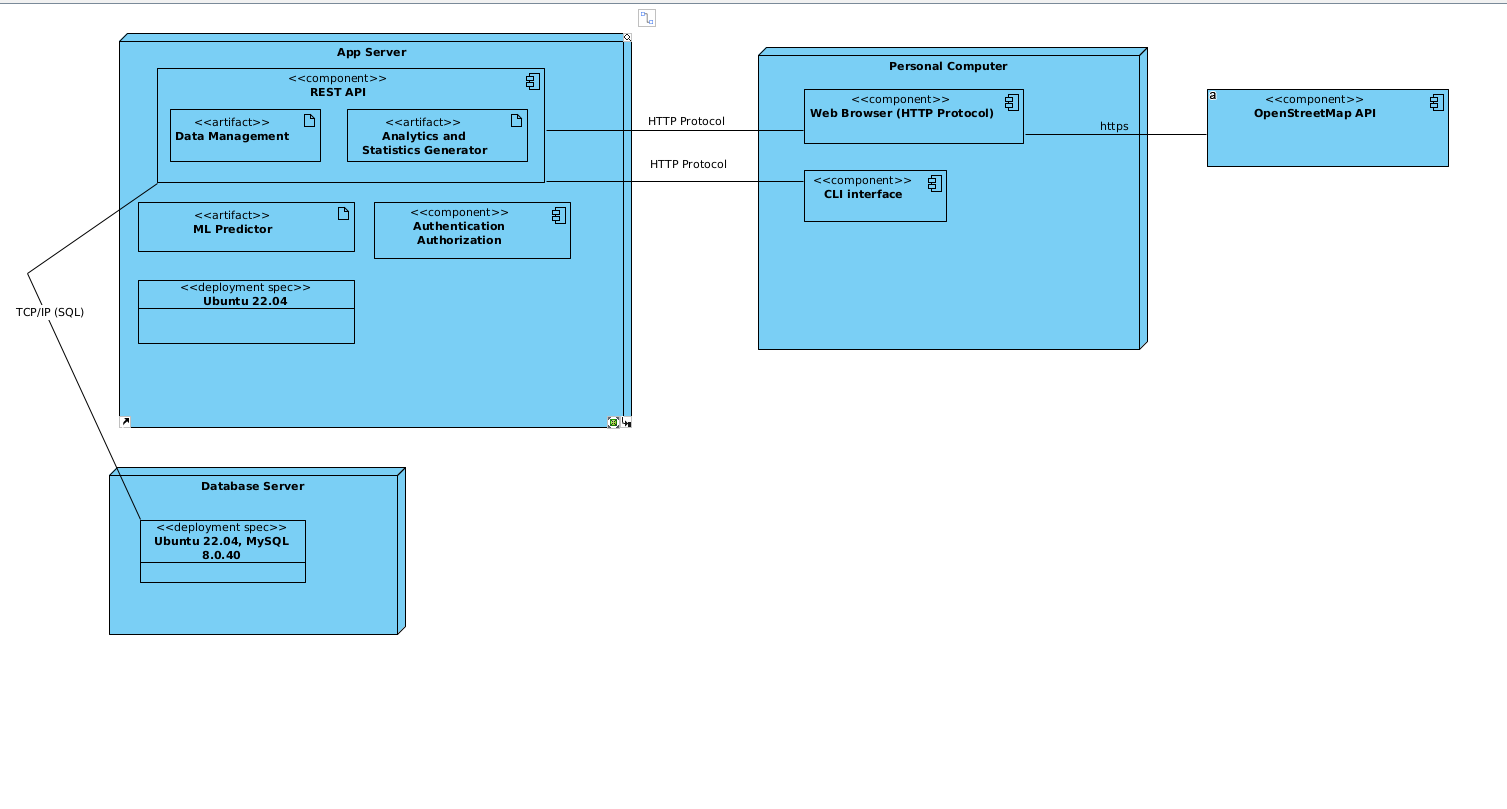 App Server
<<component>>
REST API
<<artifact>>
Data Management
<<artifact>>
Analytics and
Statistics Generator
<<artifact>>
ML Predictor
<<component>>
Authentication
Authorization
<<deployment spec>>
Ubuntu 22.04
HTTP Protocol
HTTP Protocol
Personal Computer
<<component>>
Web Browser (HTTP Protocol)
<<component>>
CLI interface
https
a
<<component>>
OpenStreetMap API
TCP/IP (SQL)
Database Server
<<deployment spec>>
Ubuntu 22.04, MySQL
8.0.40